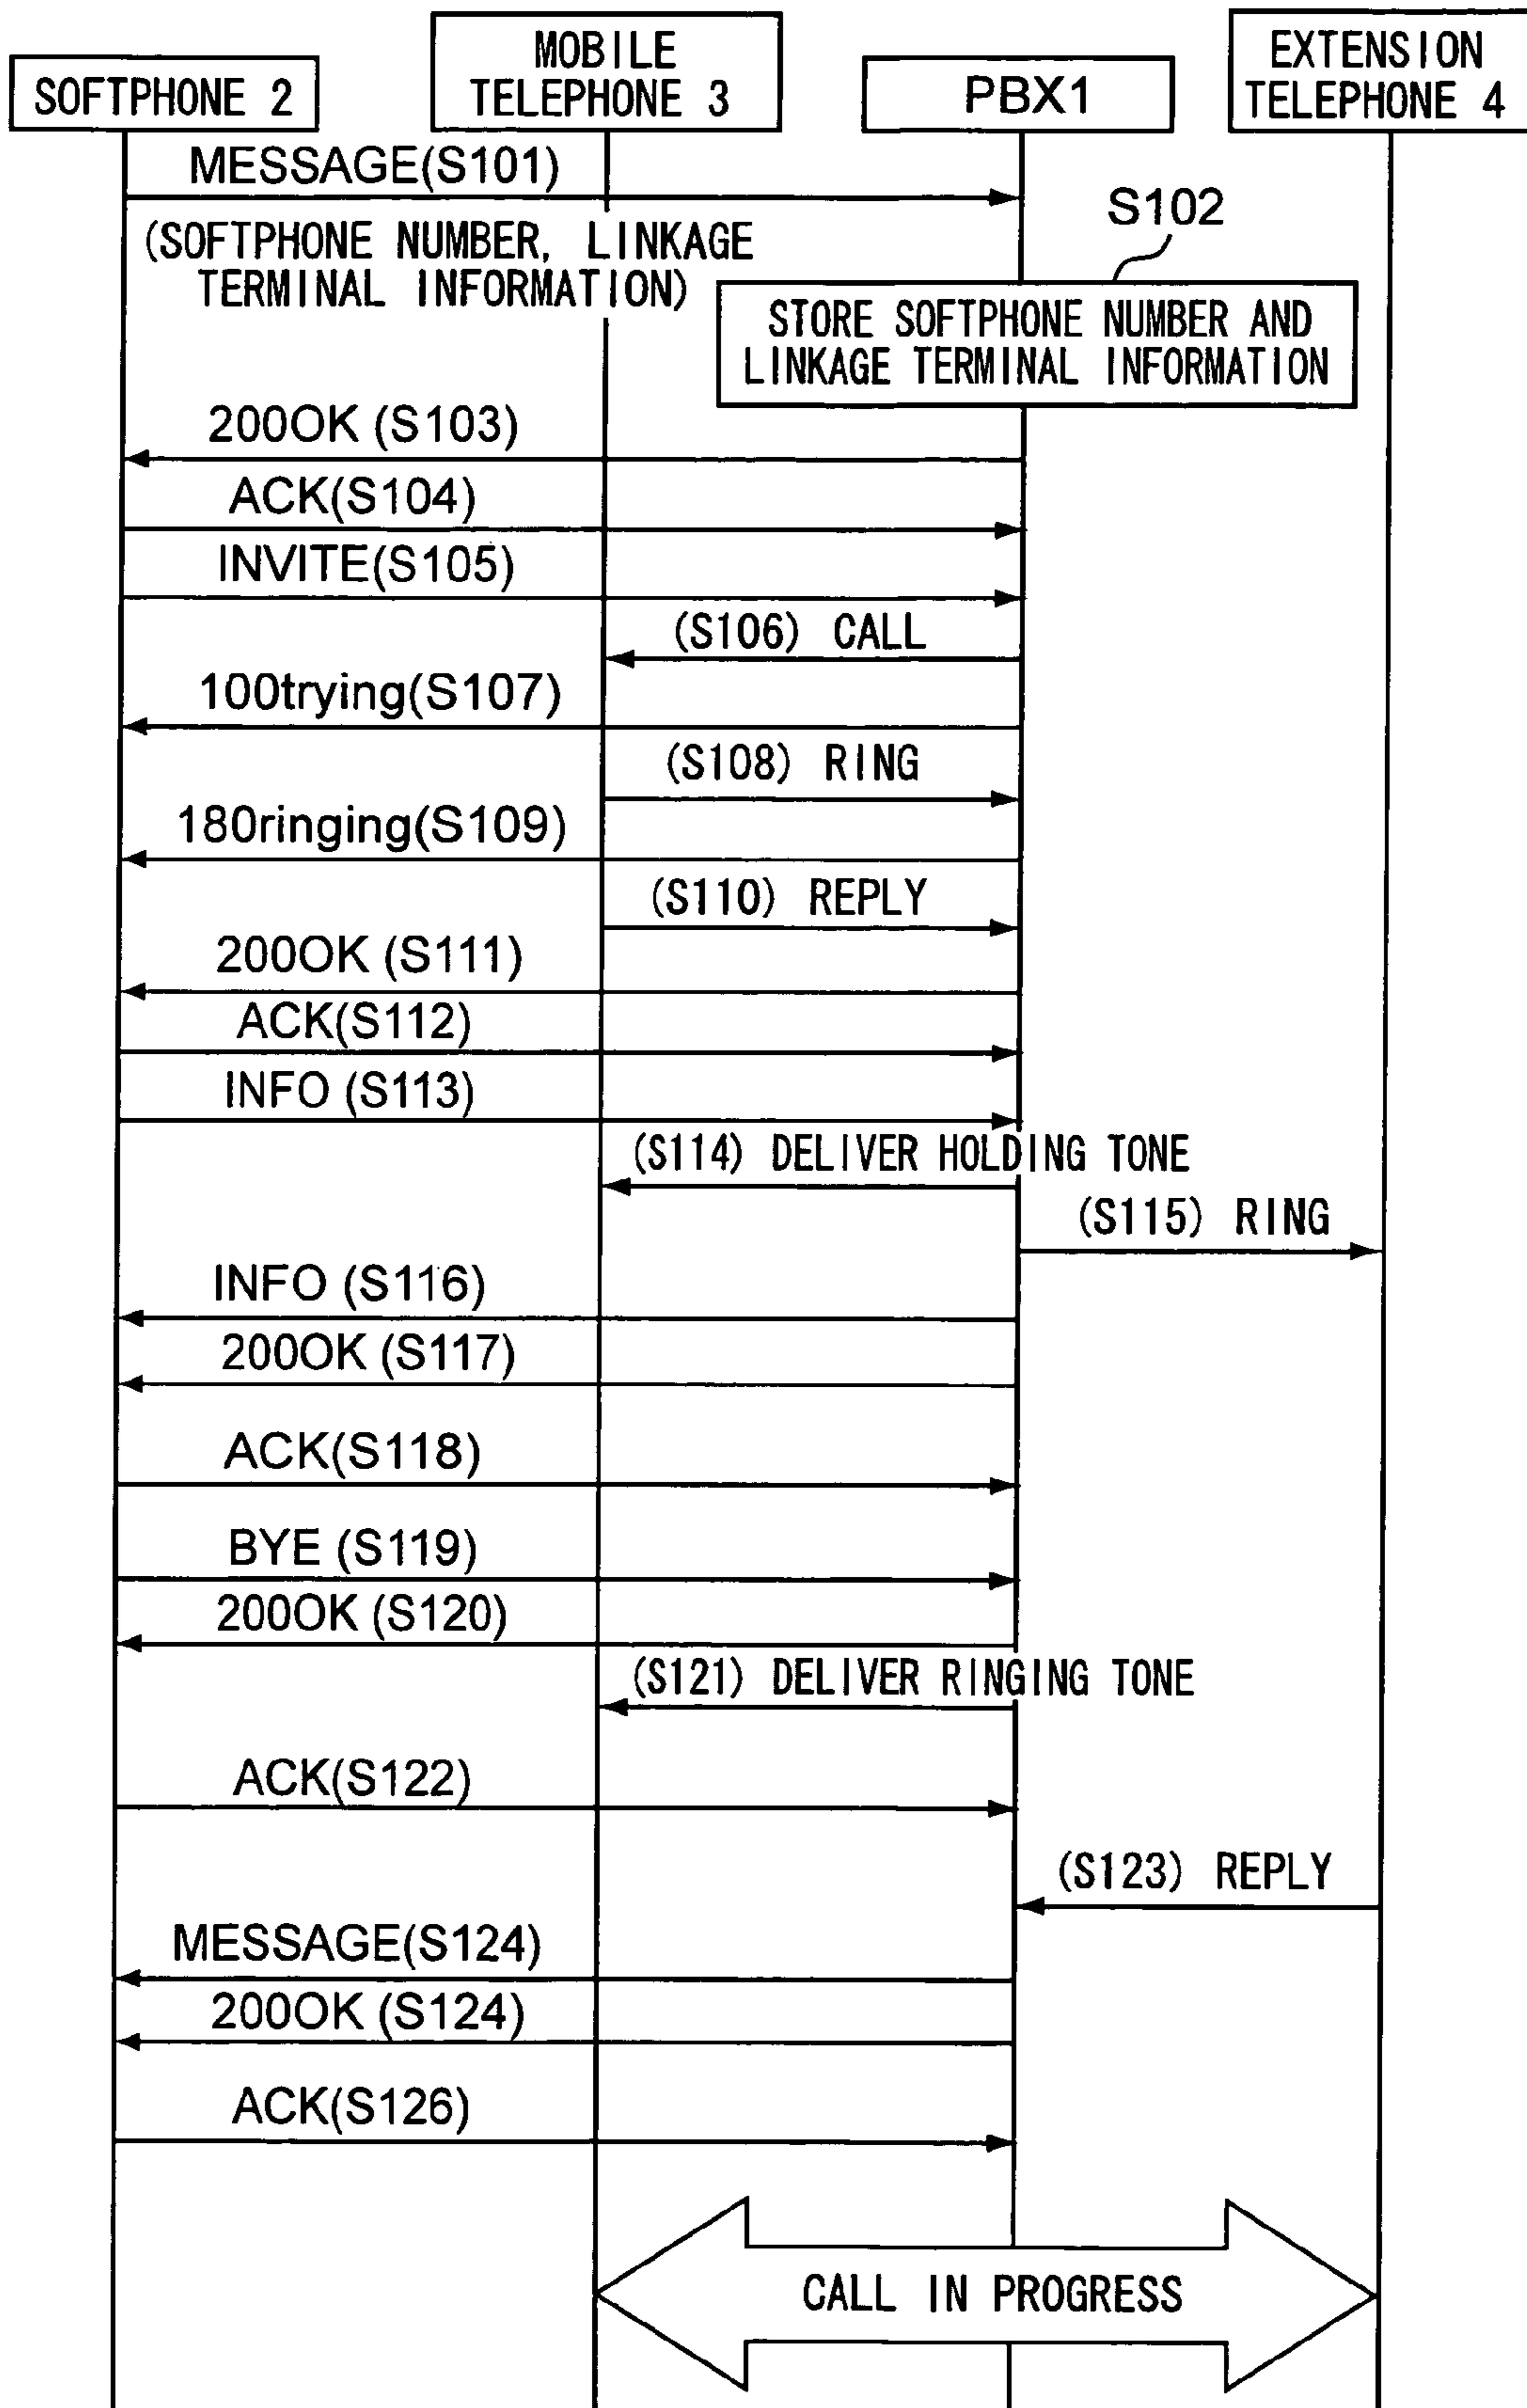 SOFTPHONE 2
MOBILE
TELEPHONE 3
PBX1
EXTENSION
TELEPHONE 4
MESSAGE(S101)
(SOFTPHONE NUMBER, LINKAGE
TERMINAL INFORMATION)
S102
STORE SOFTPHONE NUMBER AND
LINKAGE TERMINAL INFORMATION
200OK (S103)
ACK(S104)
INVITE(S105)
(S106) CALL
100trying(S107)
(S108) RING
180ringing(S109)
(S110) REPLY
200OK (S111)
ACK(S112)
INFO (S113)
(S114) DELIVER HOLDING TONE
(S115) RING
INFO (S116)
200OK (S117)
ACK(S118)
BYE (S119)
200OK (S120)
(S121) DELIVER RINGING TONE
ACK(S122)
(S123) REPLY
MESSAGE(S124)
200OK (S124)
ACK(S126)
CALL IN PROGRESS